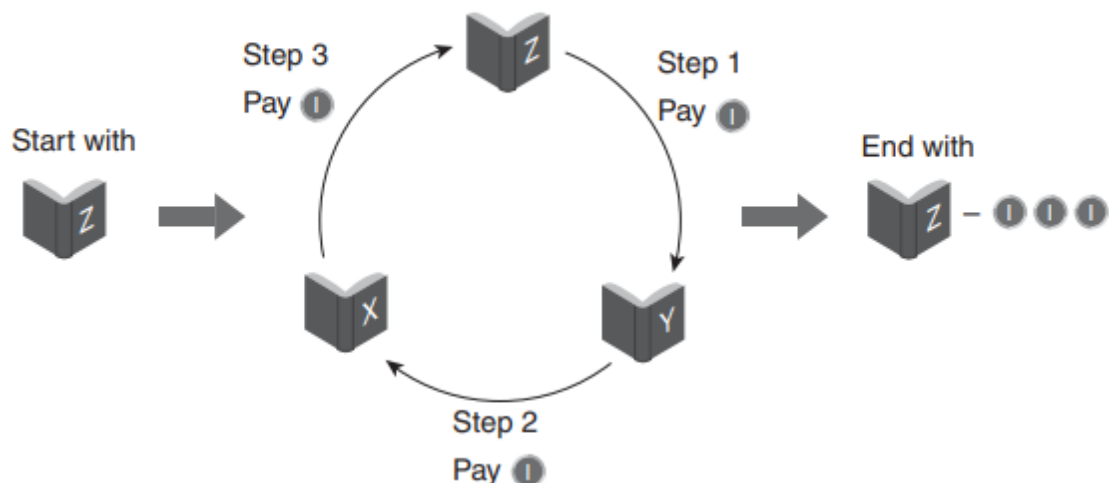 Start with
Z
Step 3
Pay I
Z
Step 1
Pay I
X
Y
Step 2
Pay I
End with
Z – I I I